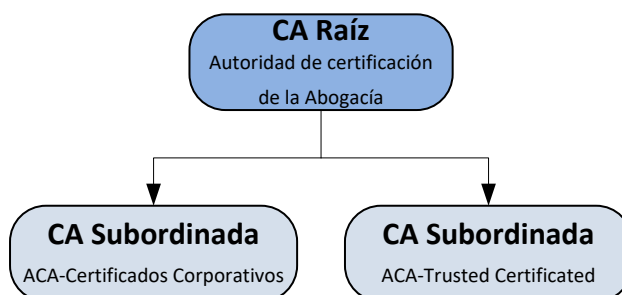 CA Raíz
Autoridad de certificación
de la Abogacía
CA Subordinada
ACA-Certificados Corporativos
CA Subordinada
ACA-Trusted Certificated